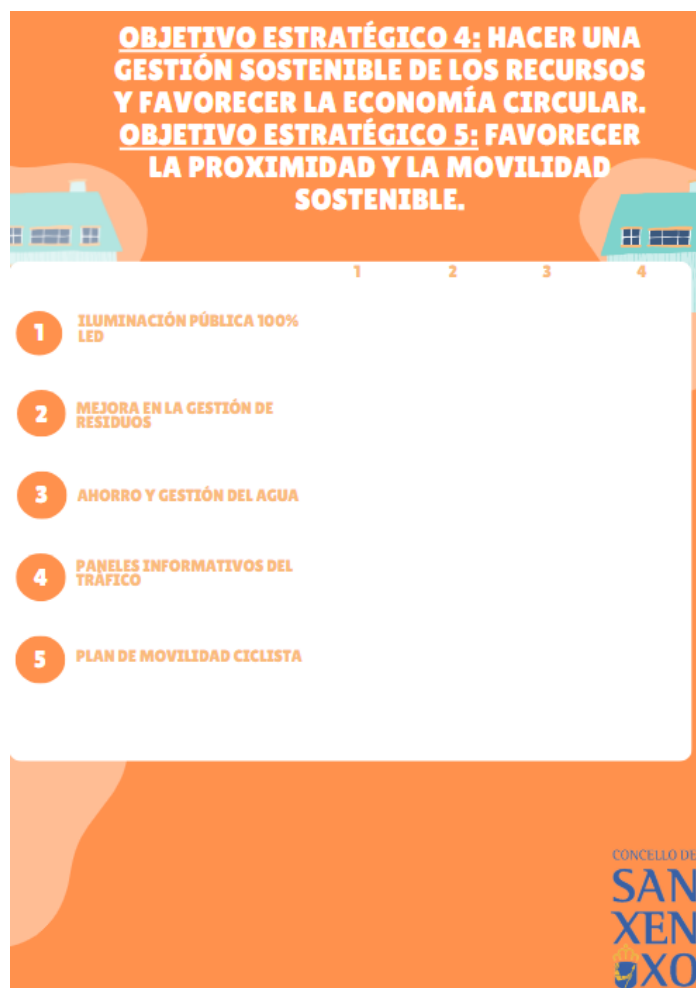 OBJETIVO ESTRATÉGICO 4: HACER UNA
GESTIÓN SOSTENIBLE DE LOS RECURSOS
Y FAVORECER LA ECONOMÍA CIRCULAR.
OBJETIVO ESTRATÉGICO 5: FAVORECER
LA PROXIMIDAD Y LA MOVILIDAD
SOSTENIBLE.
1 2 3 4
1 ILUMINACIÓN PÚBLICA 100%
LED
2 MEJORA EN LA GESTIÓN DE
RESIDUOS
3 AHORRO Y GESTIÓN DEL AGUA
4 PANELES INFORMATIVOS DEL
TRÁFICO
5 PLAN DE MOVILIDAD CICLISTA
CONCELLO DE
SAN
XEN
XO